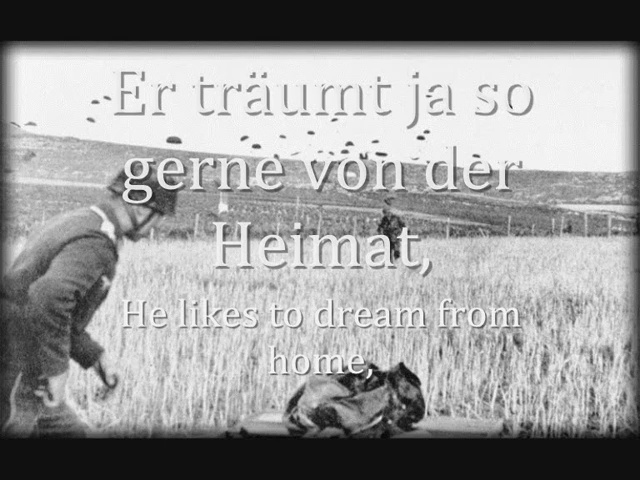 Er träumt ja so
gerne von der
Heimat,
He likes to dream from
home,